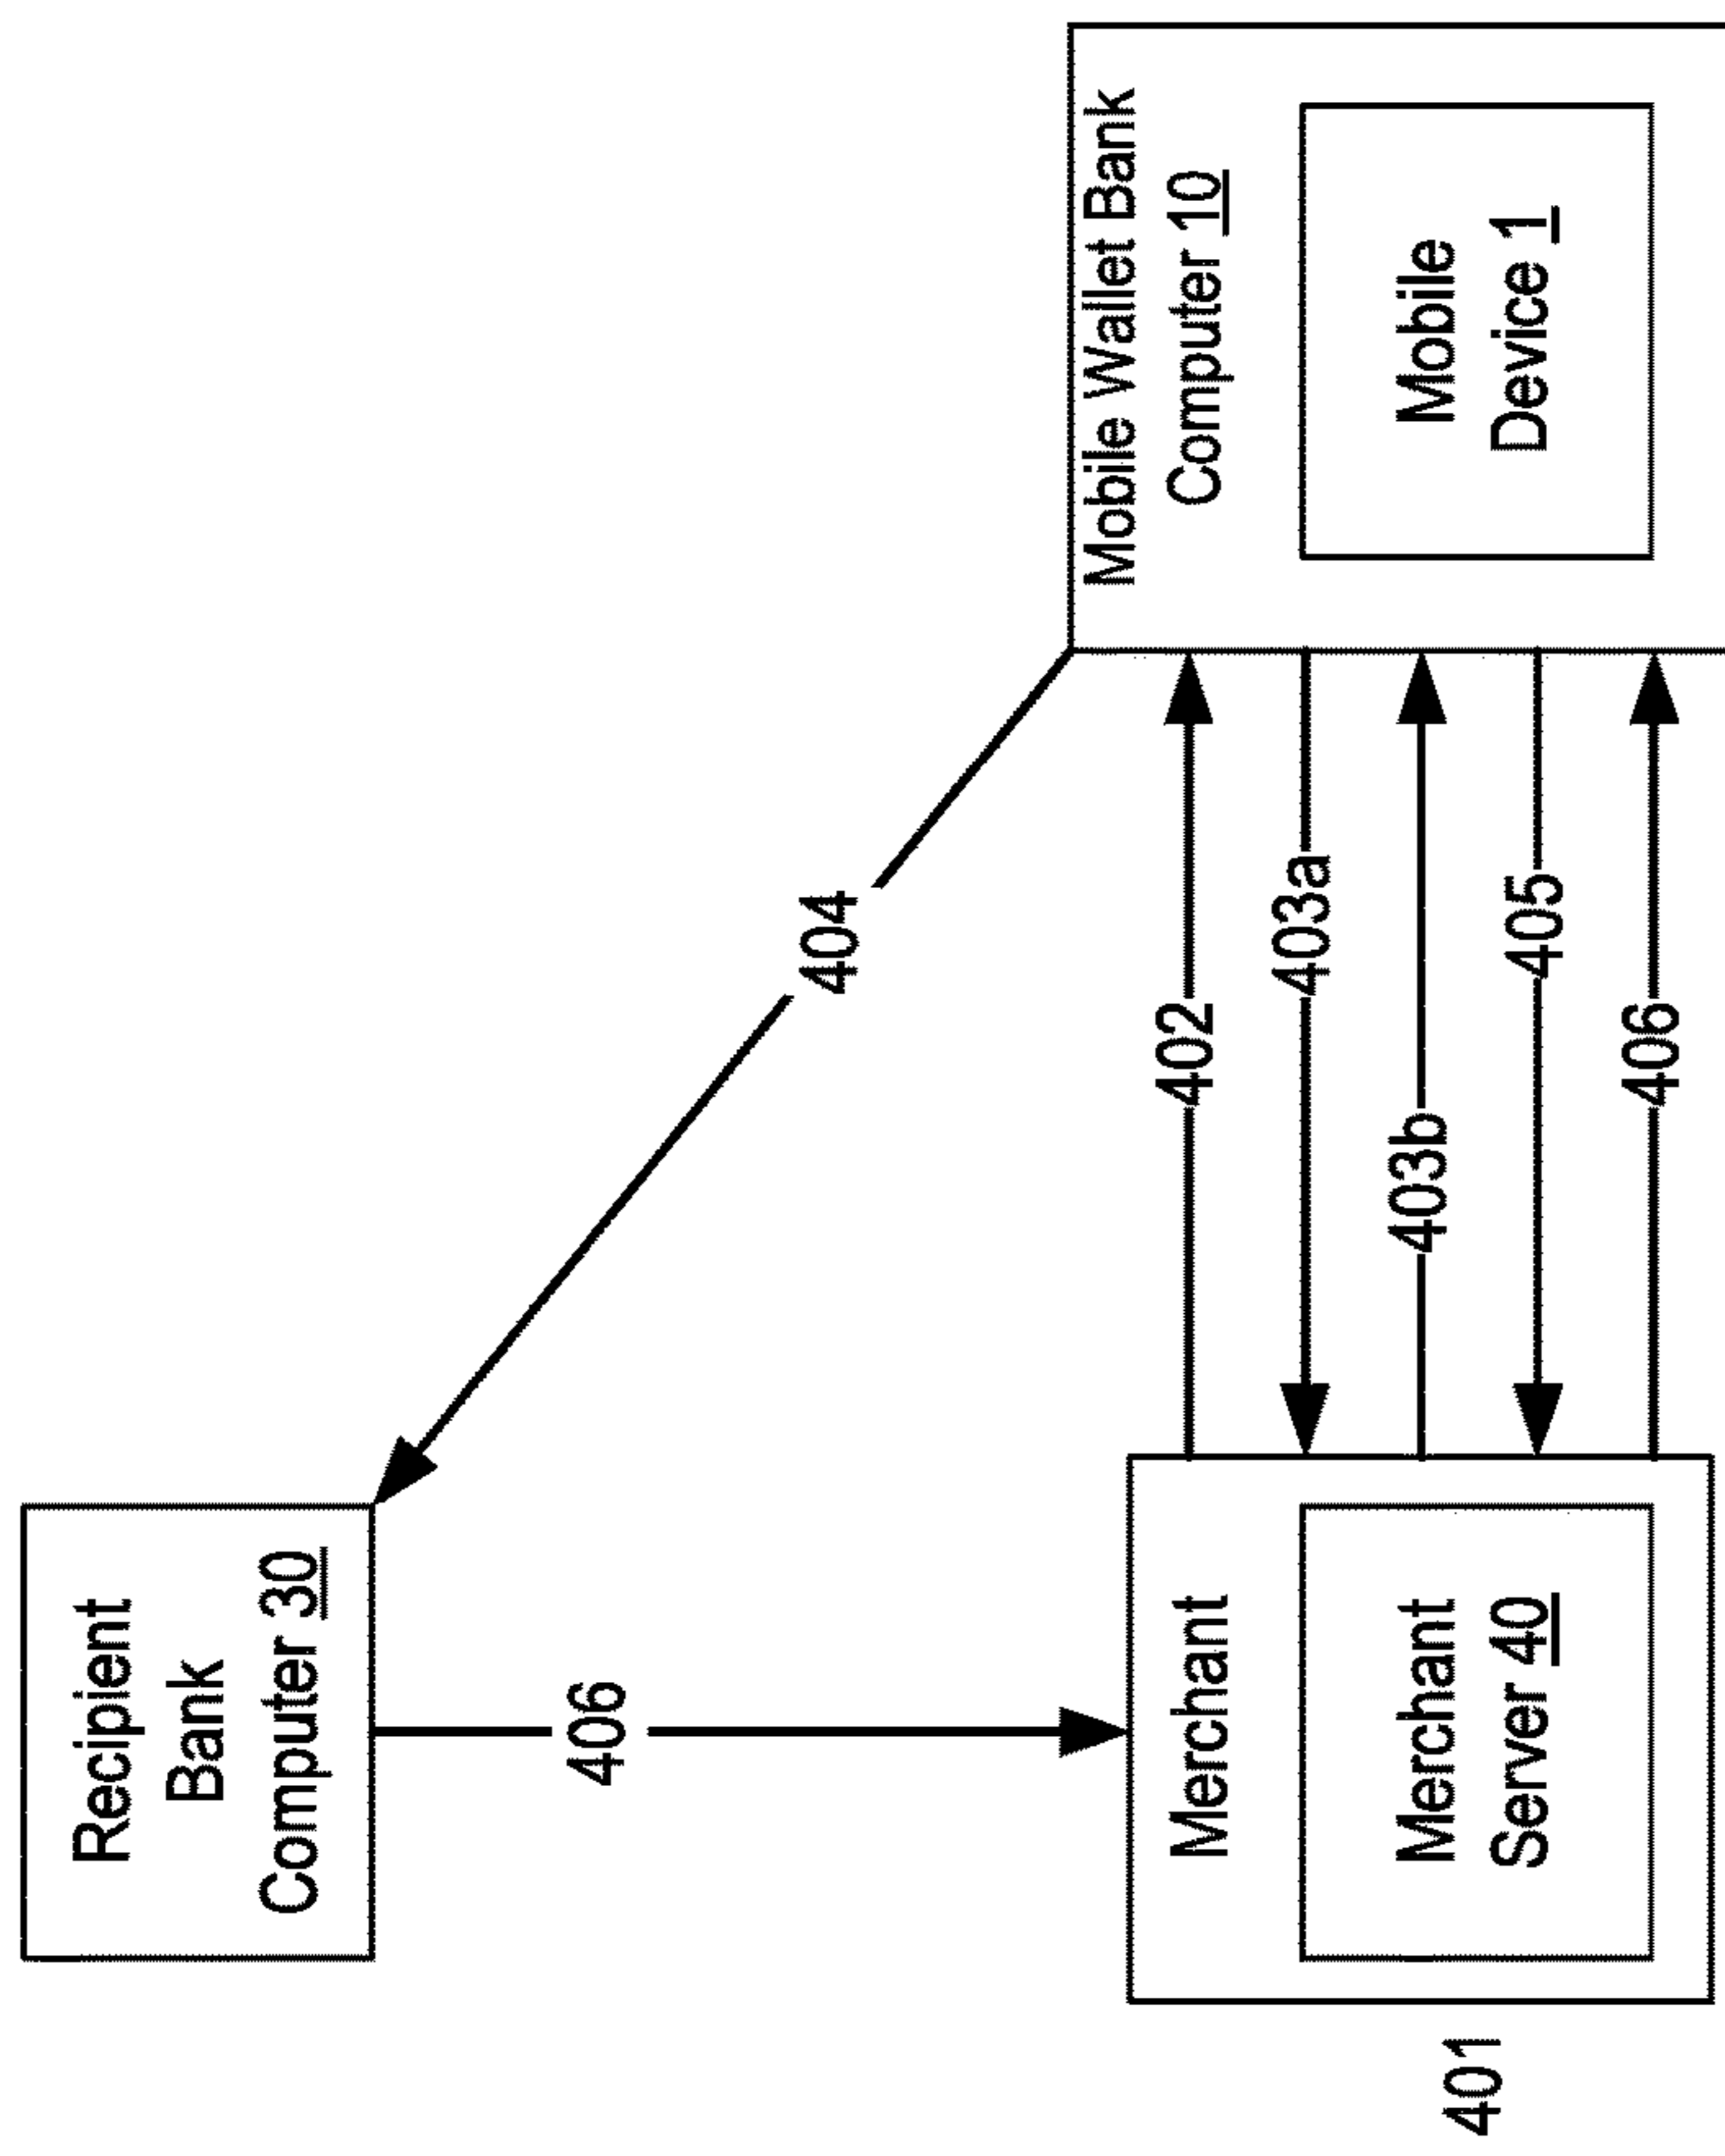 Recipient
Bank
Computer 30
404
406
Mobile Wallet Bank
Computer 10
Mobile
Device 1
402
403a
403b
405
406
Merchant
Merchant
Server 40
401